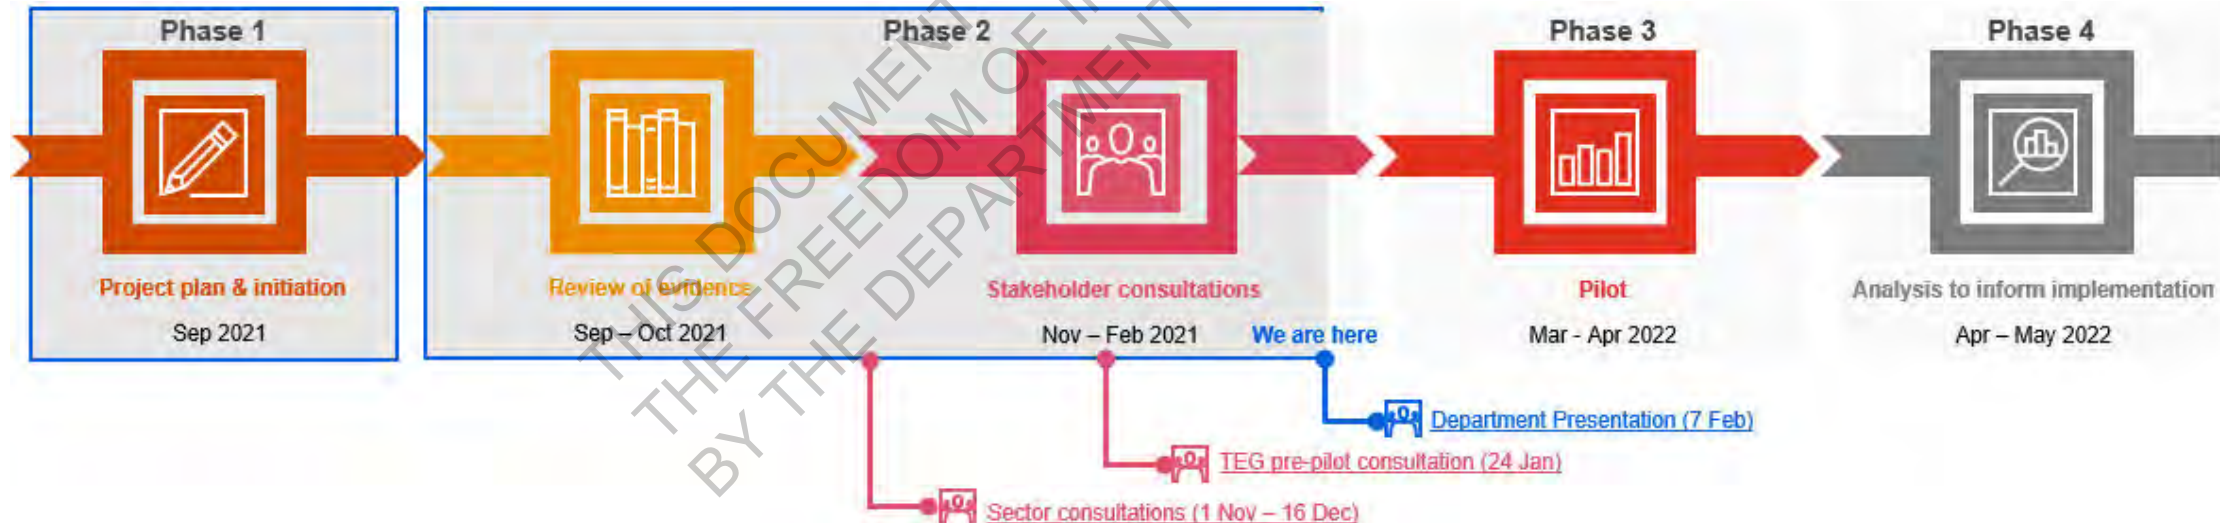 Phase 1
Phase 2
Phase 3
Phase 4
Project plan & initiation
Review of evidence
Stakeholder consultations
Pilot
Analysis to inform implementation
Sep 2021
Sep – Oct 2021
Nov – Feb 2021
We are here
Mar - Apr 2022
Apr – May 2022
Department Presentation (7 Feb)
TEG pre-pilot consultation (24 Jan)
Sector consultations (1 Nov – 16 Dec)
THIS DOCUMENT
THE FREEDOM OF
BY THE DEPARTMENT